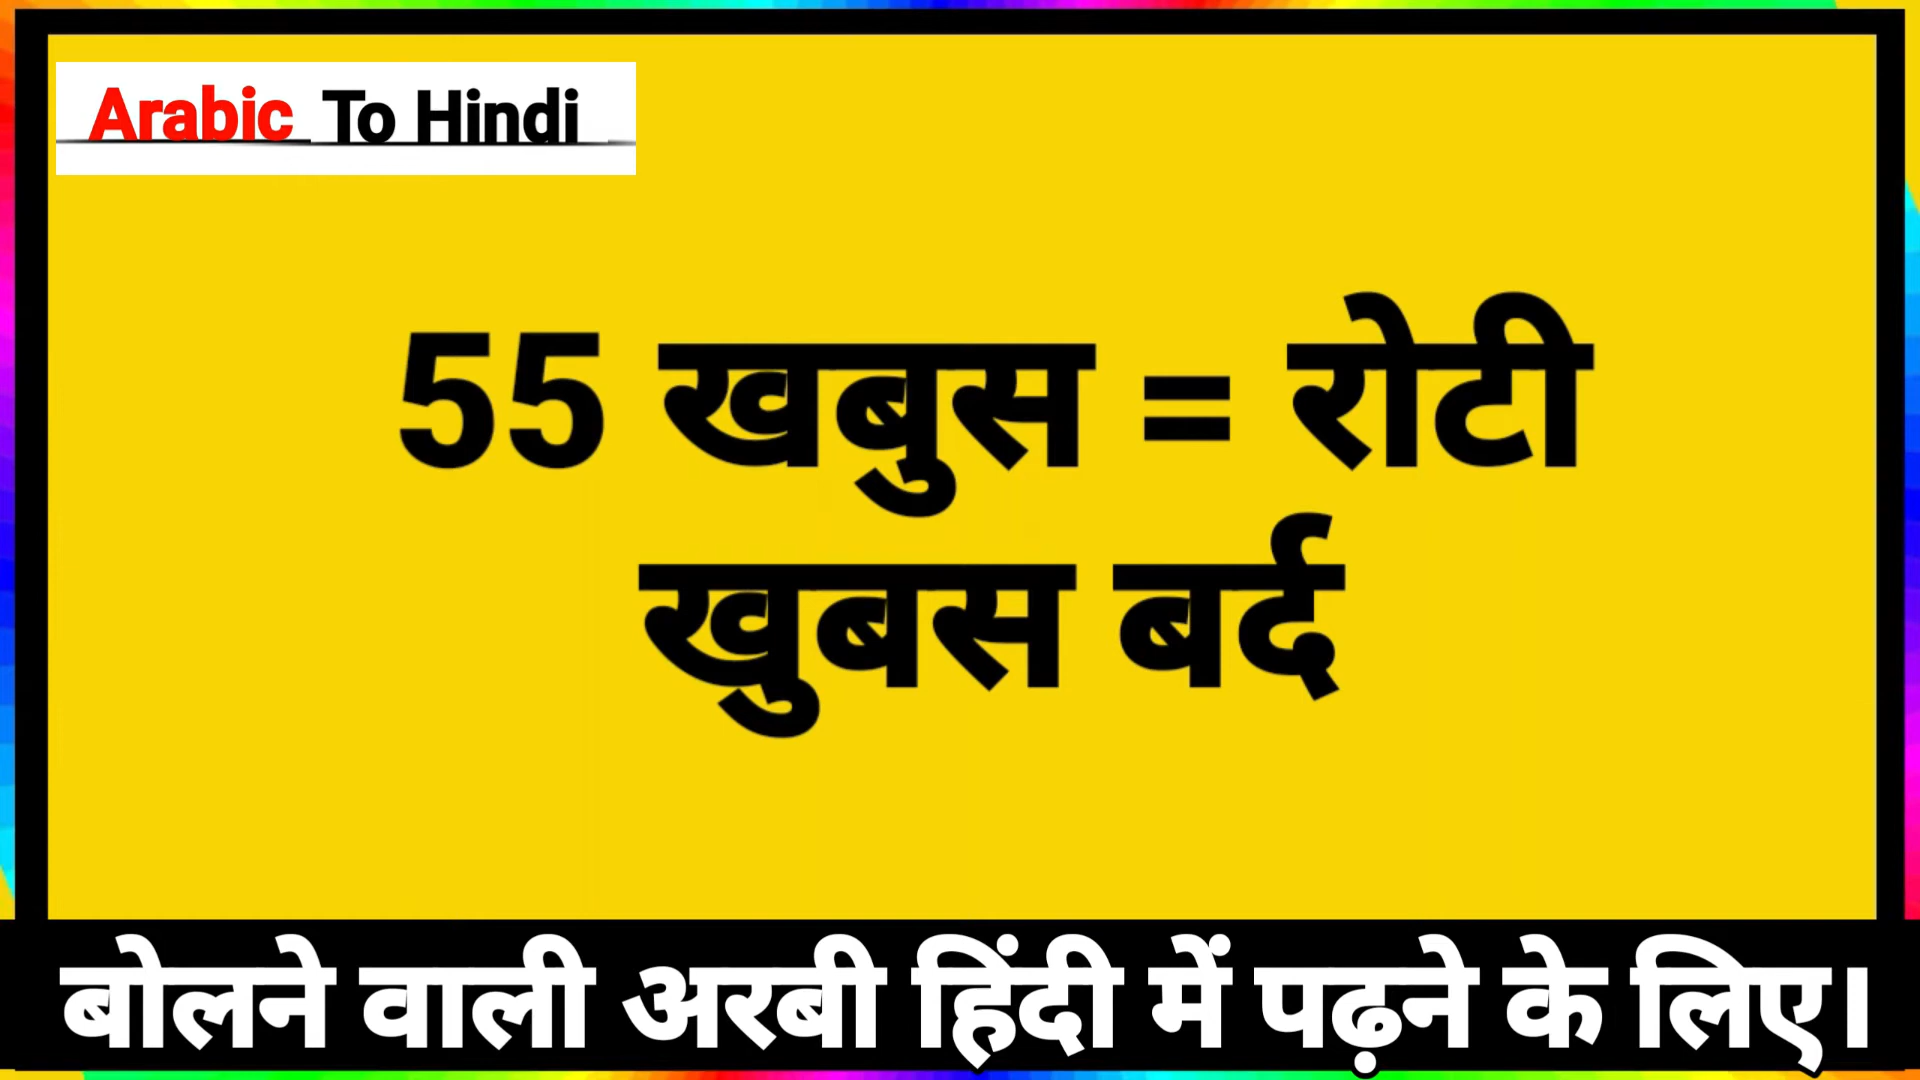 Arabic To Hindi
55 खबुस = रोटी
खुबस बर्द
बोलने वाली अरबी हिंदी में पढ़ने के लिए।